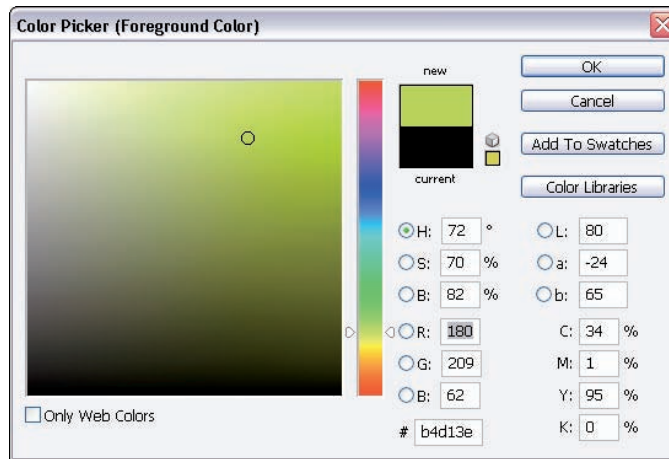 Color Picker (Foreground Color)
new
current
OK
Cancel
Add To Swatches
Color Libraries
H: 72 °
S: 70 %
B: 82 %
R: 180
G: 209
B: 62
# b4d13e
L: 80
a: -24
b: 65
C: 34 %
M: 1 %
Y: 95 %
K: 0 %
Only Web Colors